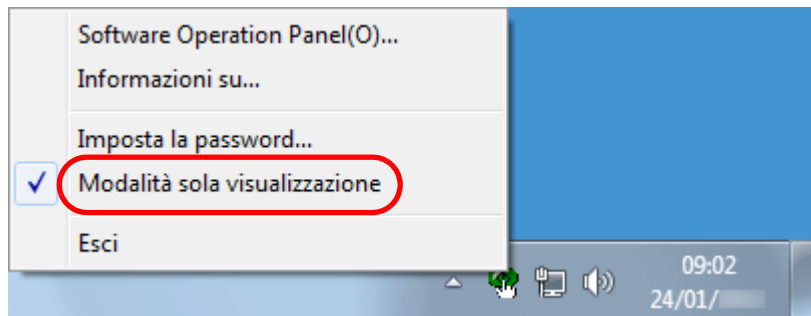 Software Operation Panel(O)...
Informazioni su...
Imposta la password...
Modalità sola visualizzazione
Esci
09:02
24/01/